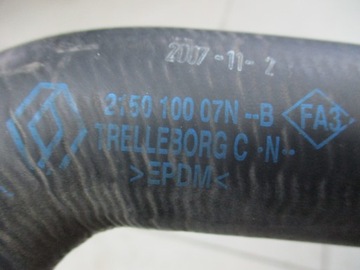 2007-11-2
2150 100 07N--B
FA3
TRELLEBORG C -N-
>EPDM<